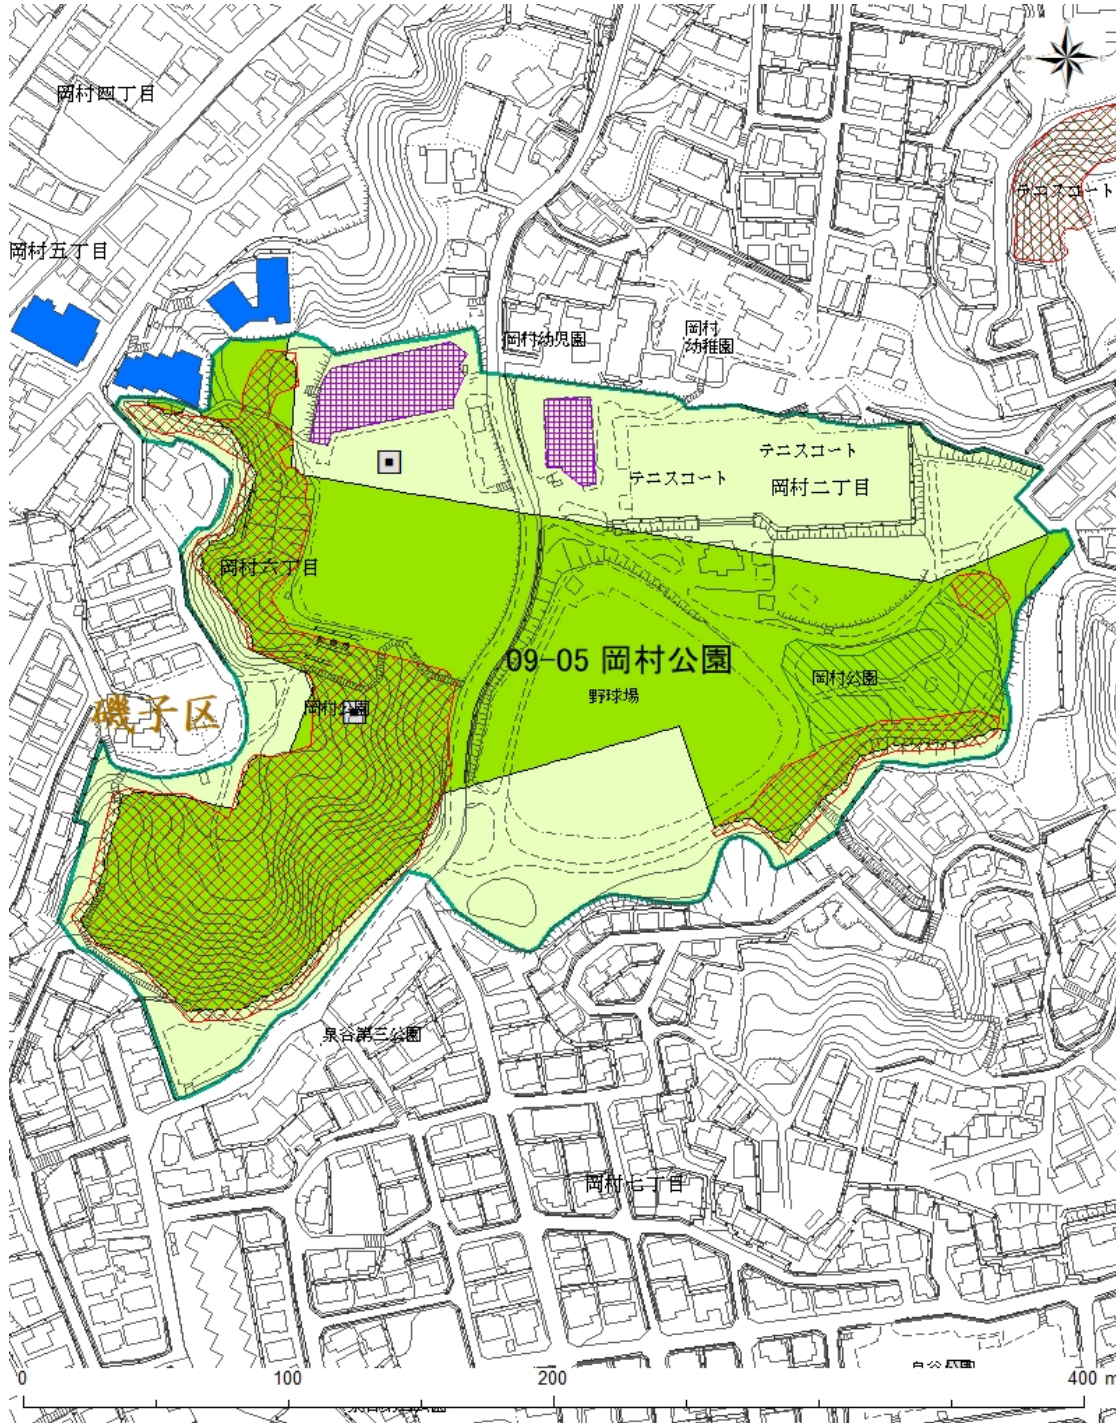 N
W
E
岡村四丁目
テニスコート
岡村五丁目
岡村幼児園
岡村
幼稚園
テニスコート
テニスコート
岡村二丁目
岡村六丁目
09-05 岡村公園
野球場
岡村公園
磯子区
岡村公園
泉谷第三公園
岡村七丁目
0
100
200
400 m